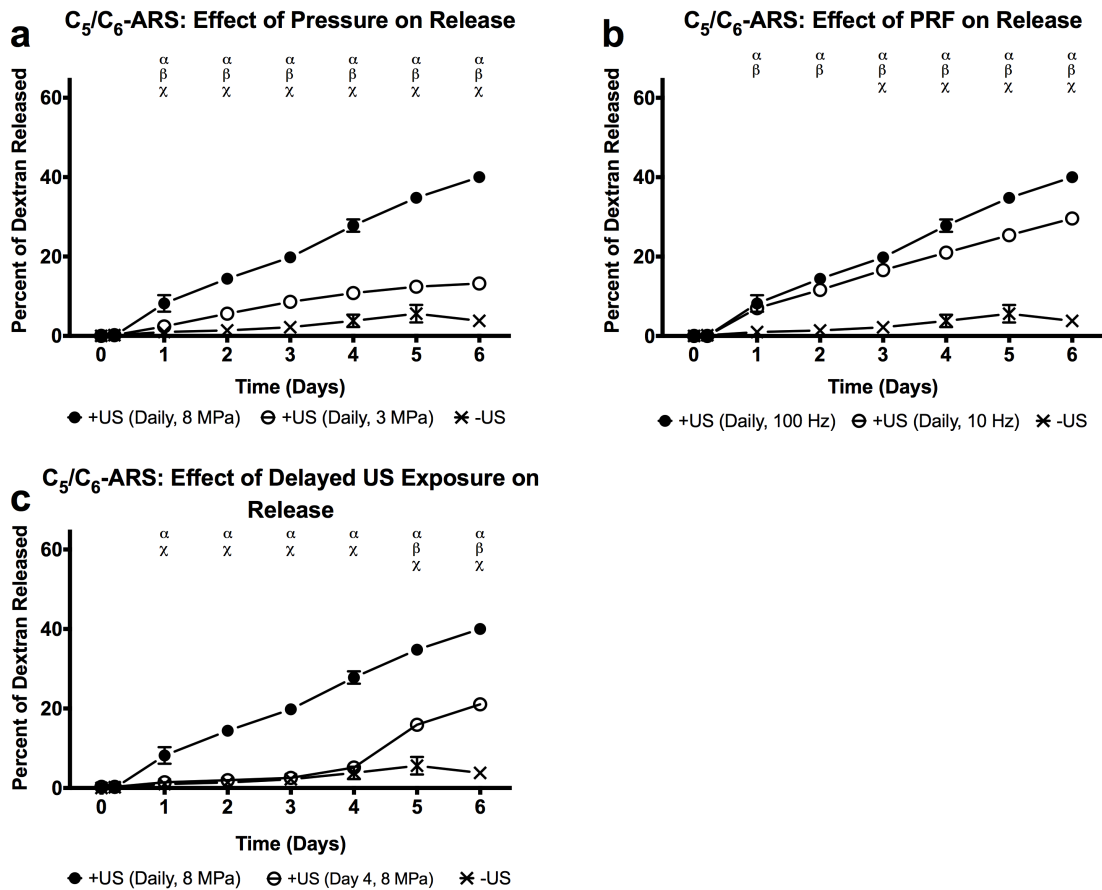 a
C5/C6-ARS: Effect of Pressure on Release
α α α α α α
β β β β β β
χ χ χ χ χ χ
Percent of Dextran Released
60
40
20
0
0 1 2 3 4 5 6
Time (Days)
+US (Daily, 8 MPa) +US (Daily, 3 MPa) -US
b
C5/C6-ARS: Effect of PRF on Release
α α α α α α
β β β β β β
χ χ χ χ
Percent of Dextran Released
60
40
20
0
0 1 2 3 4 5 6
Time (Days)
+US (Daily, 100 Hz) +US (Daily, 10 Hz) -US
c
C5/C6-ARS: Effect of Delayed US Exposure on
Release
α α α α α α
χ χ χ χ β β
χ χ
Percent of Dextran Released
60
40
20
0
0 1 2 3 4 5 6
Time (Days)
+US (Daily, 8 MPa) +US (Day 4, 8 MPa) -US